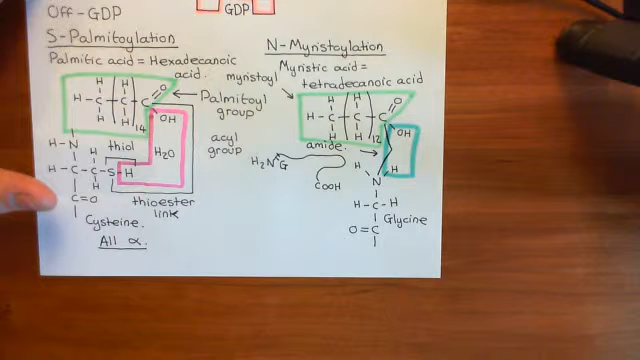 Off-GDP
GDP
S-Palmitoylation
Palmitic acid = Hexadecanoic
acid.
Palmitoyl
group
H H
H-C-(C)-C=O
H H
14
OH
acyl
group
H-N
H
thiol
H-C-C-S-H
H
H₂O
C=O
thioester
link
Cysteine.
All α.
N-Myristoylation
Myristic acid =
tetradecanoic acid
myristoyl
H H
H-C-(C)-C=O
H H
12
OH
amide.
H₂N G
COOH
H H
N
H-C-H
Glycine
O=C